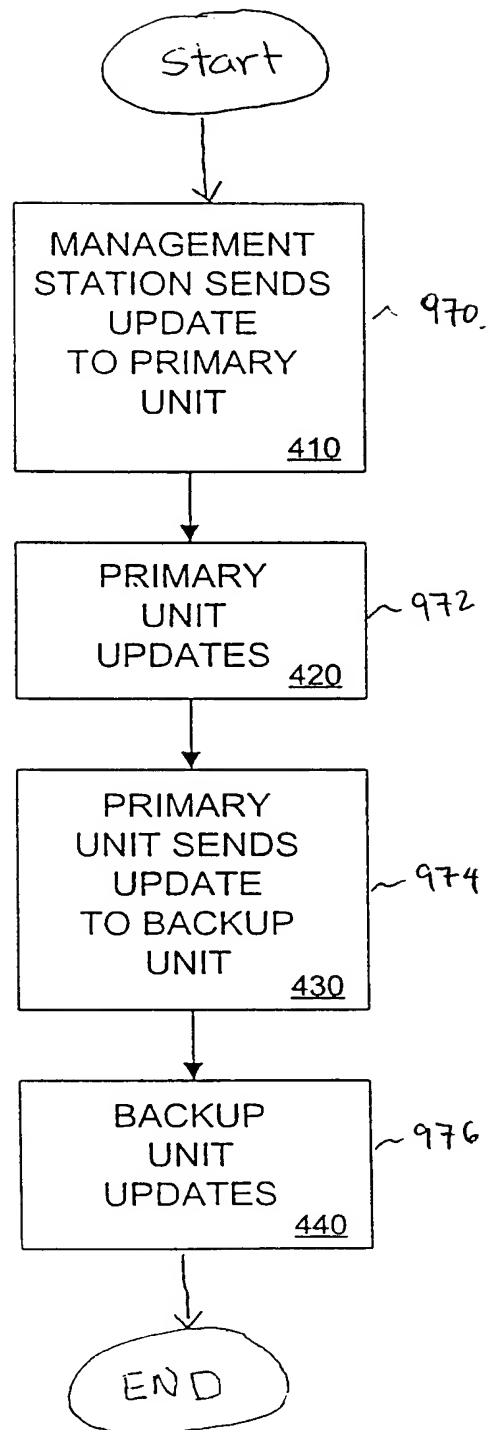 Start
MANAGEMENT
STATION SENDS
UPDATE
TO PRIMARY
UNIT
410
970.
PRIMARY
UNIT
UPDATES
420
972
PRIMARY
UNIT SENDS
UPDATE
TO BACKUP
UNIT
430
974
BACKUP
UNIT
UPDATES
440
976
END